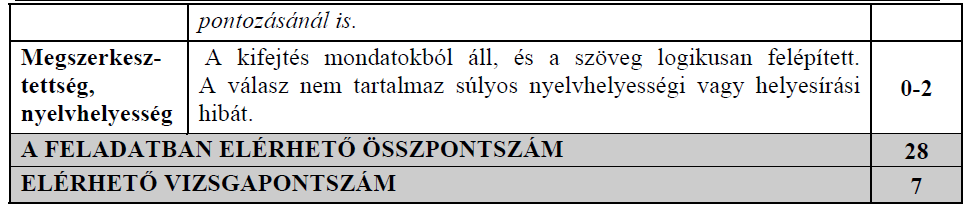 pontozásánál is.
Megszerkesz-
tettség,
nyelvhelyesség
A kifejtés mondatokból áll, és a szöveg logikusan felépített.
A válasz nem tartalmaz súlyos nyelvhelyességi vagy helyesírási
hibát.
0-2
A FELADATBAN ELÉRHETŐ ÖSSZPONTSZÁM 28
ELÉRHETŐ VIZSGAPONTSZÁM 7